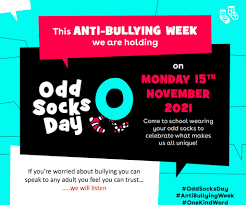 This ANTI-BULLYING WEEK
we are holding
Odd
Socks
Day
on
MONDAY 15TH
NOVEMBER
2021
Come to school wearing
your odd socks to
celebrate what makes
us all unique!
If you're worried about bullying you can
speak to any adult you feel you can trust...
.....we will listen
#OddSocksDay
#AntiBullyingWeek
#OneKindWord